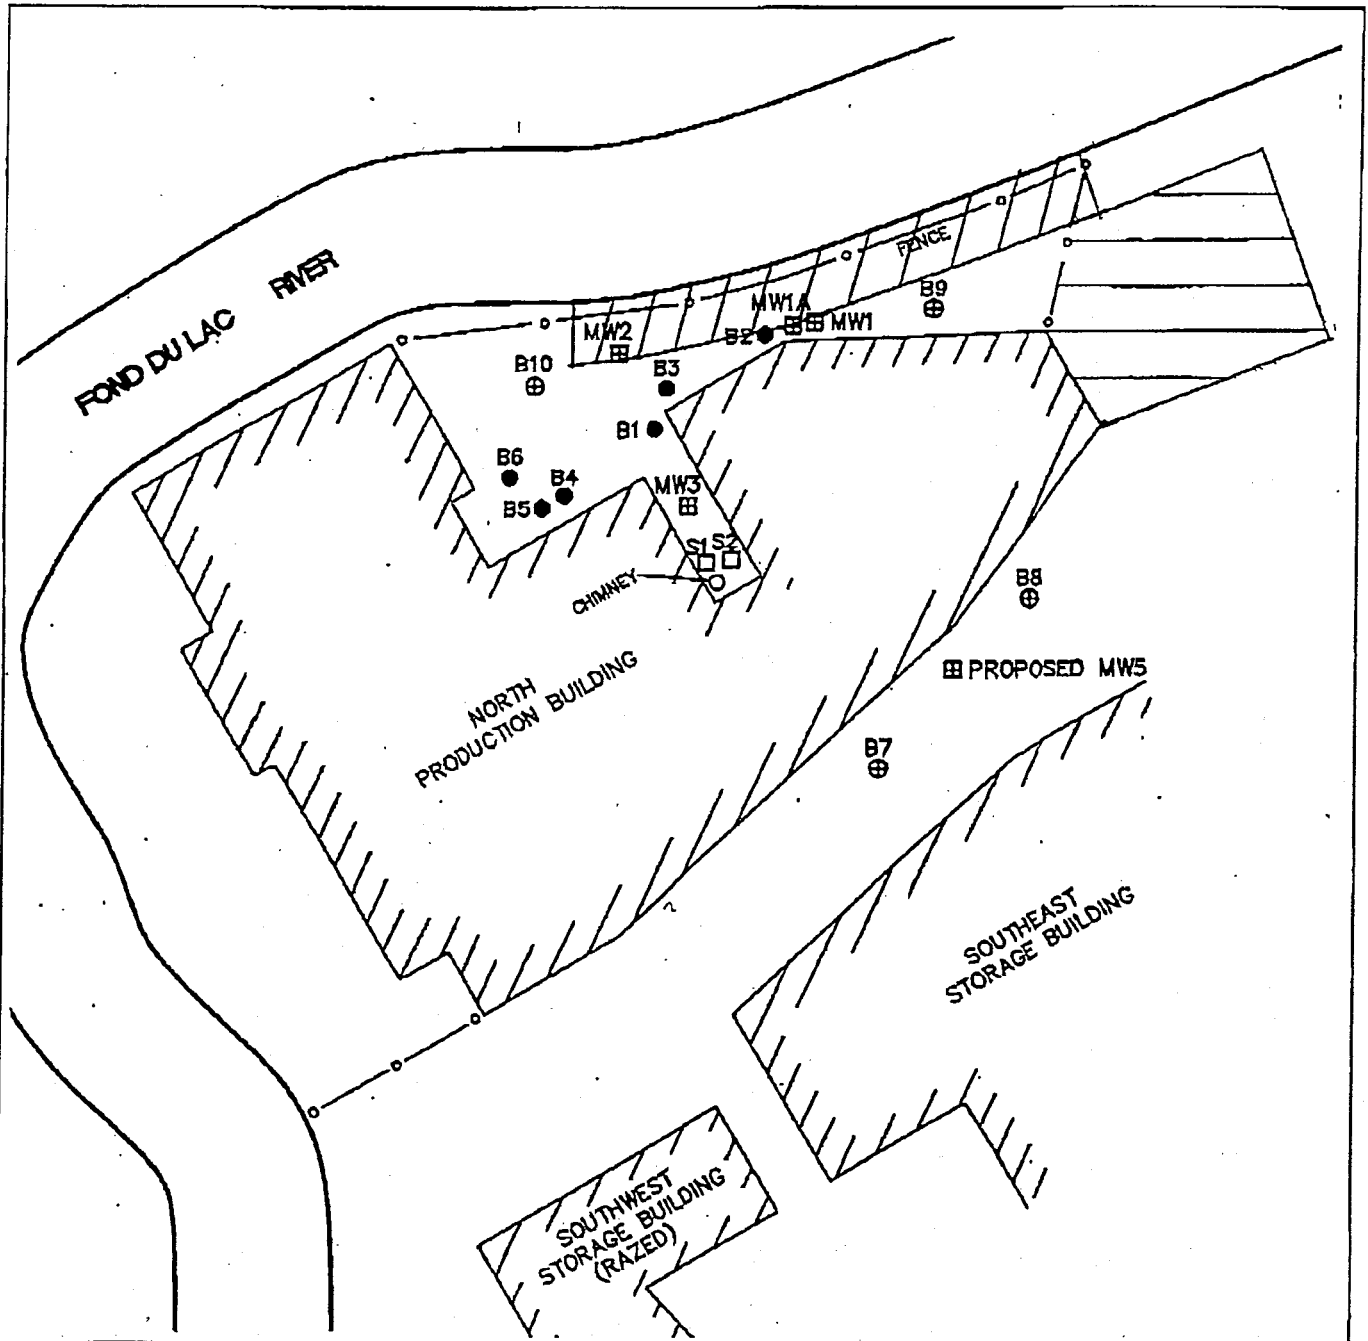 FOND DU LAC RIVER
FENCE
B9
MW1A
MW1
B2
MW2
B10
B3
B1
B6
B4
B5
MW3
S1
S2
CHIMNEY
B8
PROPOSED MW5
NORTH
PRODUCTION BUILDING
B7
SOUTHEAST
STORAGE BUILDING
SOUTHWEST
STORAGE BUILDING
(RAZED)